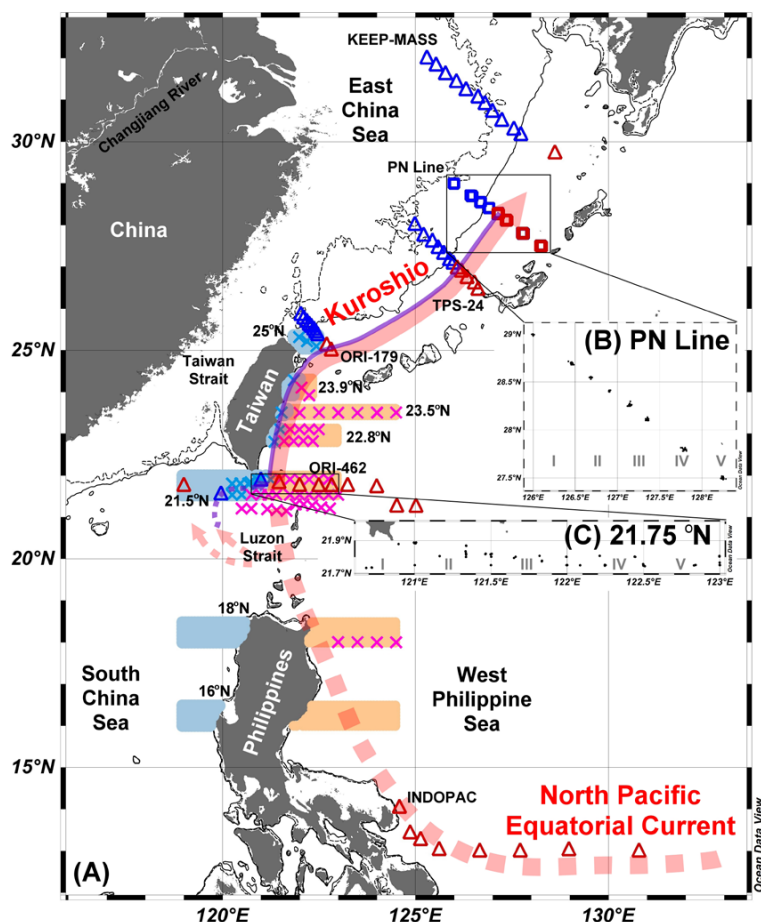 KEEP-MASS
East
China
Sea
Changjiang River
30°N
PN Line
China
Kuroshio
TPS-24
25°N
25°N
ORI-179
Taiwan
Strait
Taiwan
23.9°N
23.5°N
22.8°N
ORI-462
21.5°N
Luzon
Strait
20°N
(B) PN Line
29°N
28.5°N
28°N
27.5°N
I II III IV V
126°E 126.5°E 127°E 127.5°E 128°E
Ocean Data View
(C) 21.75 °N
21.9°N
21.7°N
I II III IV V
121°E 121.5°E 122°E 122.5°E 123°E
Ocean Data View
18°N
16°N
South
China
Sea
Philippines
West
Philippine
Sea
15°N
INDOPAC
North Pacific
Equatorial Current
(A)
Ocean Data View
120°E 125°E 130°E